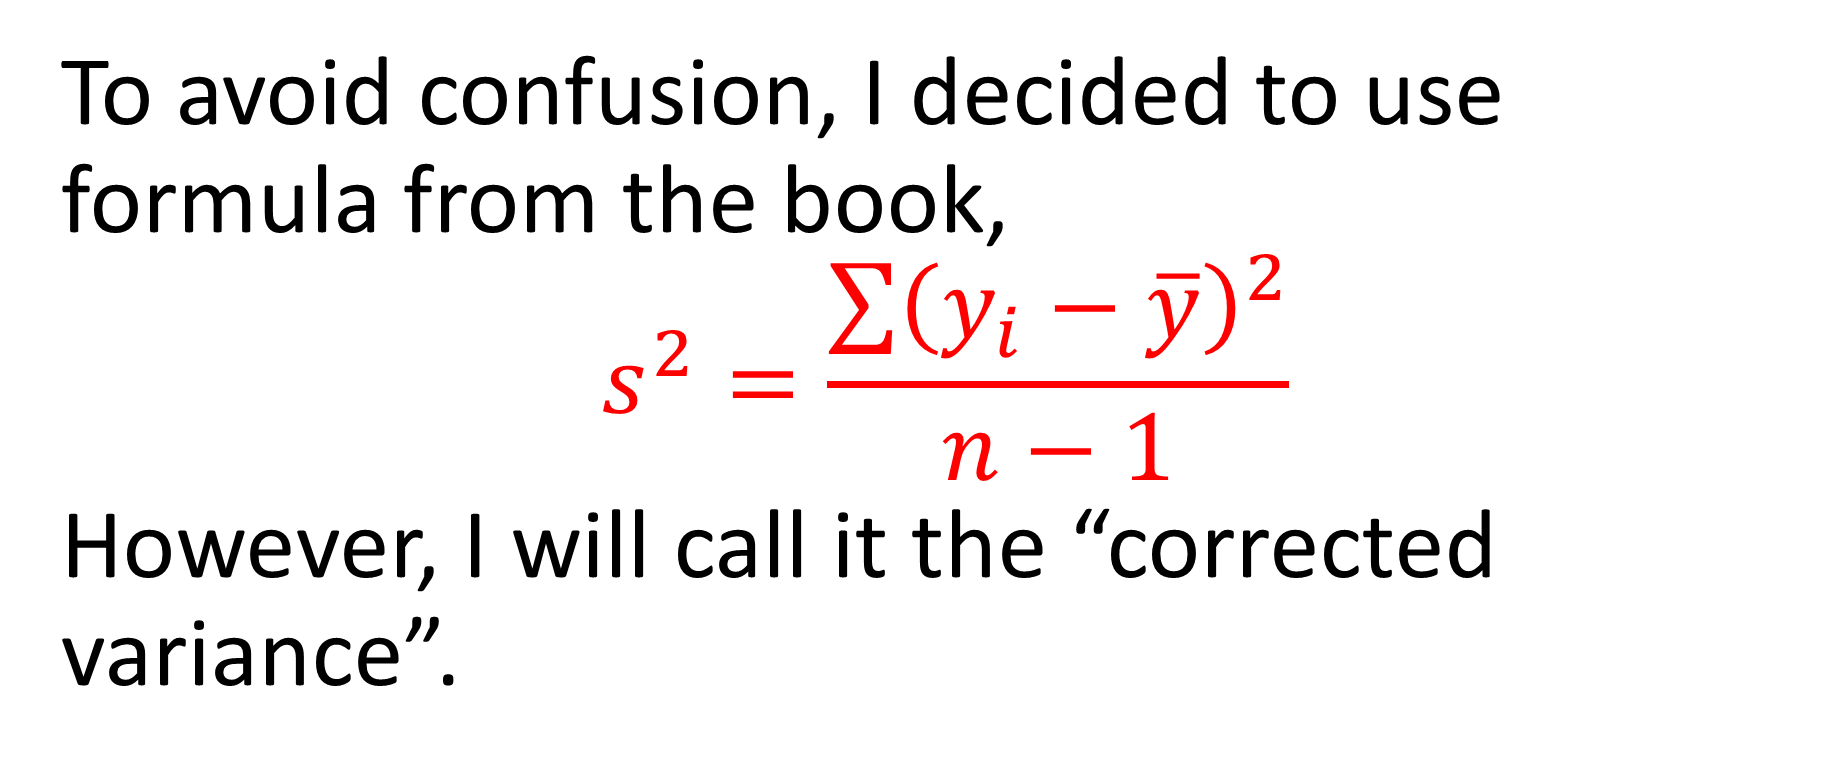 To avoid confusion, I decided to use
formula from the book,
s² = ∑(yᵢ − ȳ)² / (n − 1)
However, I will call it the “corrected
variance”.